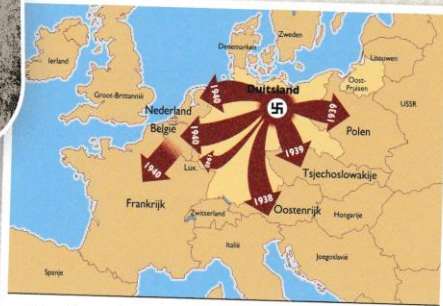 Zweden
Denemarken
Ierland
Litouwen
Oost-
Pruisen
Groot-Brittannië
USSR
1940
Duitsland
Nederland
België
1940
1939
Polen
1940
Lux.
1940
1939
Tsjechoslowakije
Frankrijk
1938
Zwitserland
Oostenrijk
Hongarije
Italië
Joegoslavië
Spanje